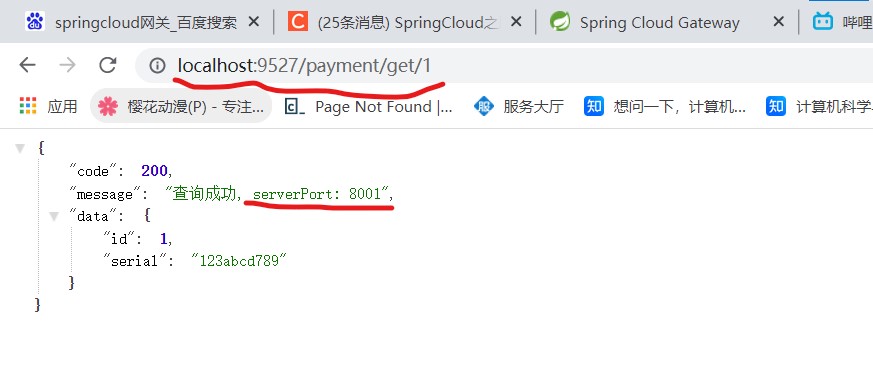 springcloud网关_百度搜索
(25条消息) SpringCloud之
Spring Cloud Gateway
哔哩
localhost:9527/payment/get/1
应用
樱花动漫(P) - 专注...
Page Not Found |...
服务大厅
想问一下，计算机...
计算机科学与
{
"code": 200,
"message": "查询成功, serverPort: 8001",
"data": {
"id": 1,
"serial": "123abcd789"
}
}